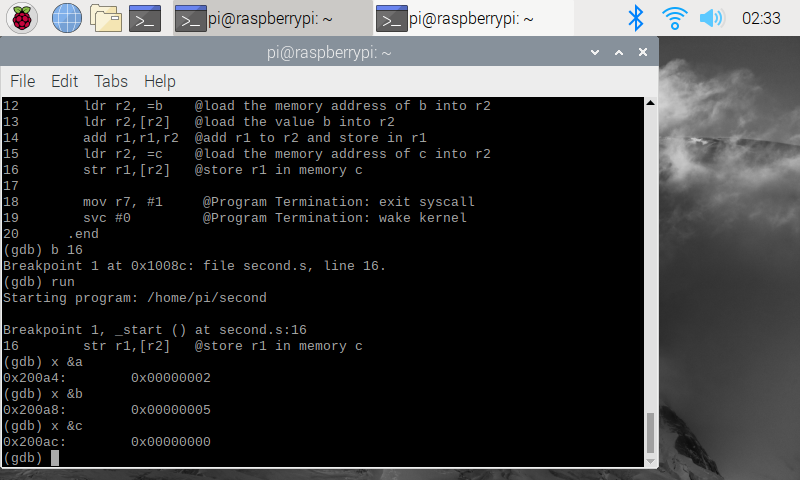 pi@raspberrypi: ~
pi@raspberrypi: ~
02:33
pi@raspberrypi: ~
File Edit Tabs Help
12        ldr r2, =b    @load the memory address of b into r2
13        ldr r2,[r2]   @load the value b into r2
14        add r1,r1,r2  @add r1 to r2 and store in r1
15        ldr r2, =c    @load the memory address of c into r2
16        str r1,[r2]   @store r1 in memory c
17
18        mov r7, #1     @Program Termination: exit syscall
19        svc #0         @Program Termination: wake kernel
20      .end
(gdb) b 16
Breakpoint 1 at 0x1008c: file second.s, line 16.
(gdb) run
Starting program: /home/pi/second
Breakpoint 1, _start () at second.s:16
16        str r1,[r2]   @store r1 in memory c
(gdb) x &a
0x200a4:        0x00000002
(gdb) x &b
0x200a8:        0x00000005
(gdb) x &c
0x200ac:        0x00000000
(gdb)